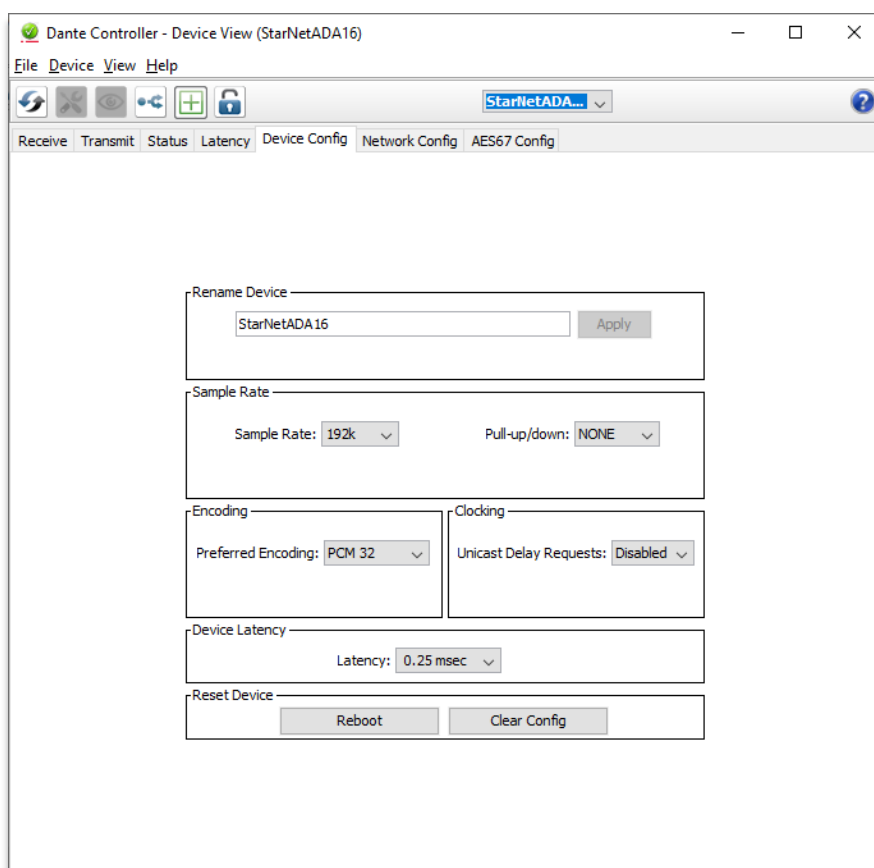 Dante Controller - Device View (StarNetADA16)
File Device View Help
StarNetADA...
Receive Transmit Status Latency Device Config Network Config AES67 Config
Rename Device
StarNetADA16 Apply
Sample Rate
Sample Rate: 192k Pull-up/down: NONE
Encoding Clocking
Preferred Encoding: PCM 32 Unicast Delay Requests: Disabled
Device Latency
Latency: 0.25 msec
Reset Device
Reboot Clear Config